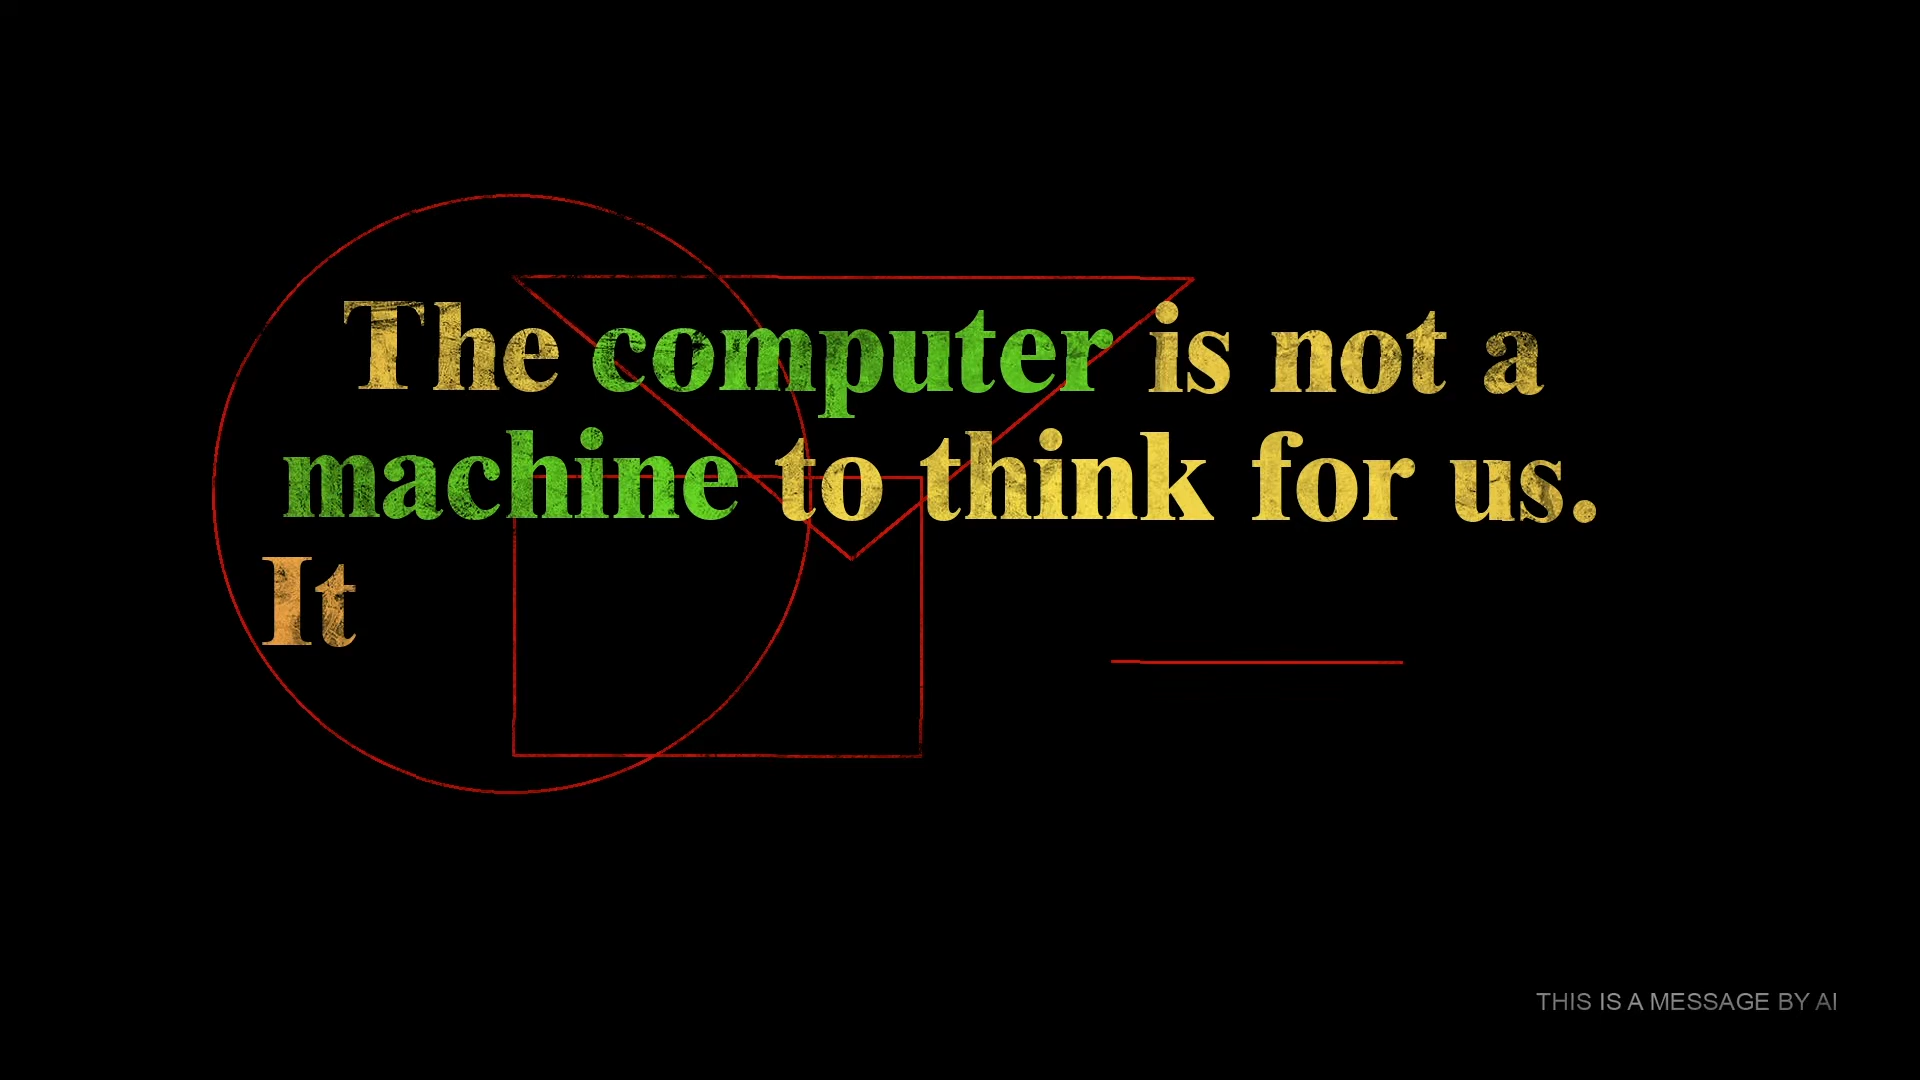 The computer is not a
machine to think for us.
It
THIS IS A MESSAGE BY AI